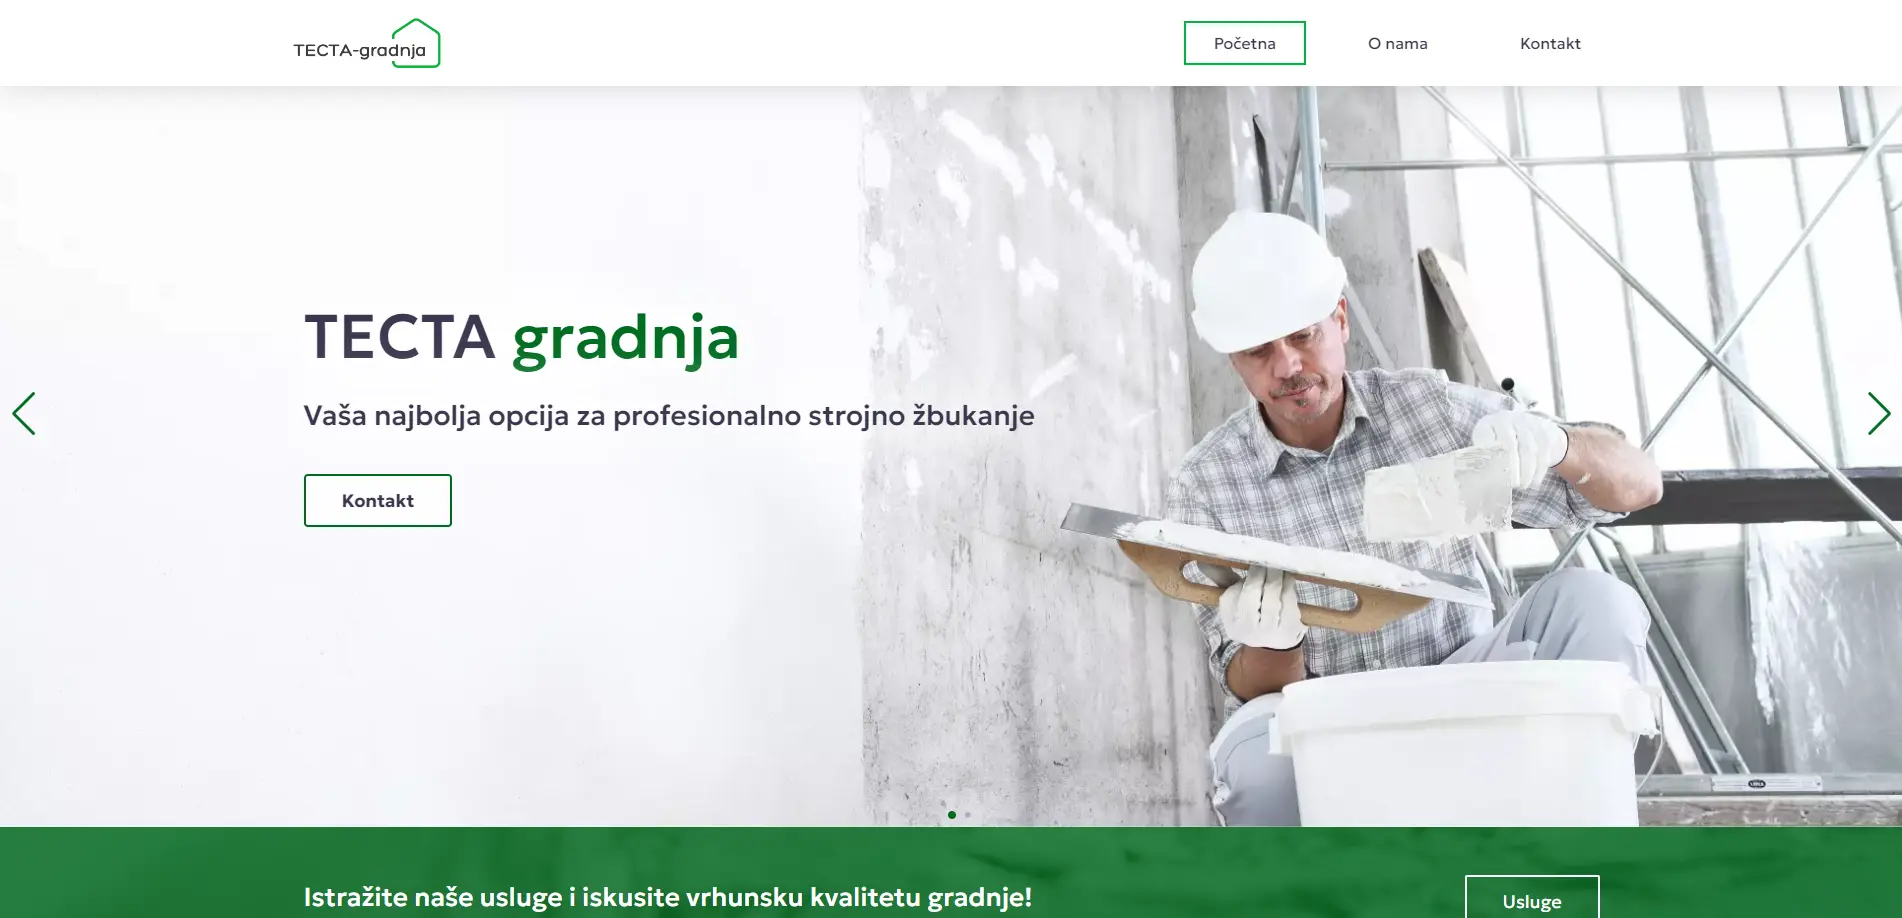 TECTA-gradnja
Početna
O nama
Kontakt
TECTA gradnja
Vaša najbolja opcija za profesionalno strojno žbukanje
Kontakt
Istražite naše usluge i iskusite vrhunsku kvalitetu gradnje!
Usluge